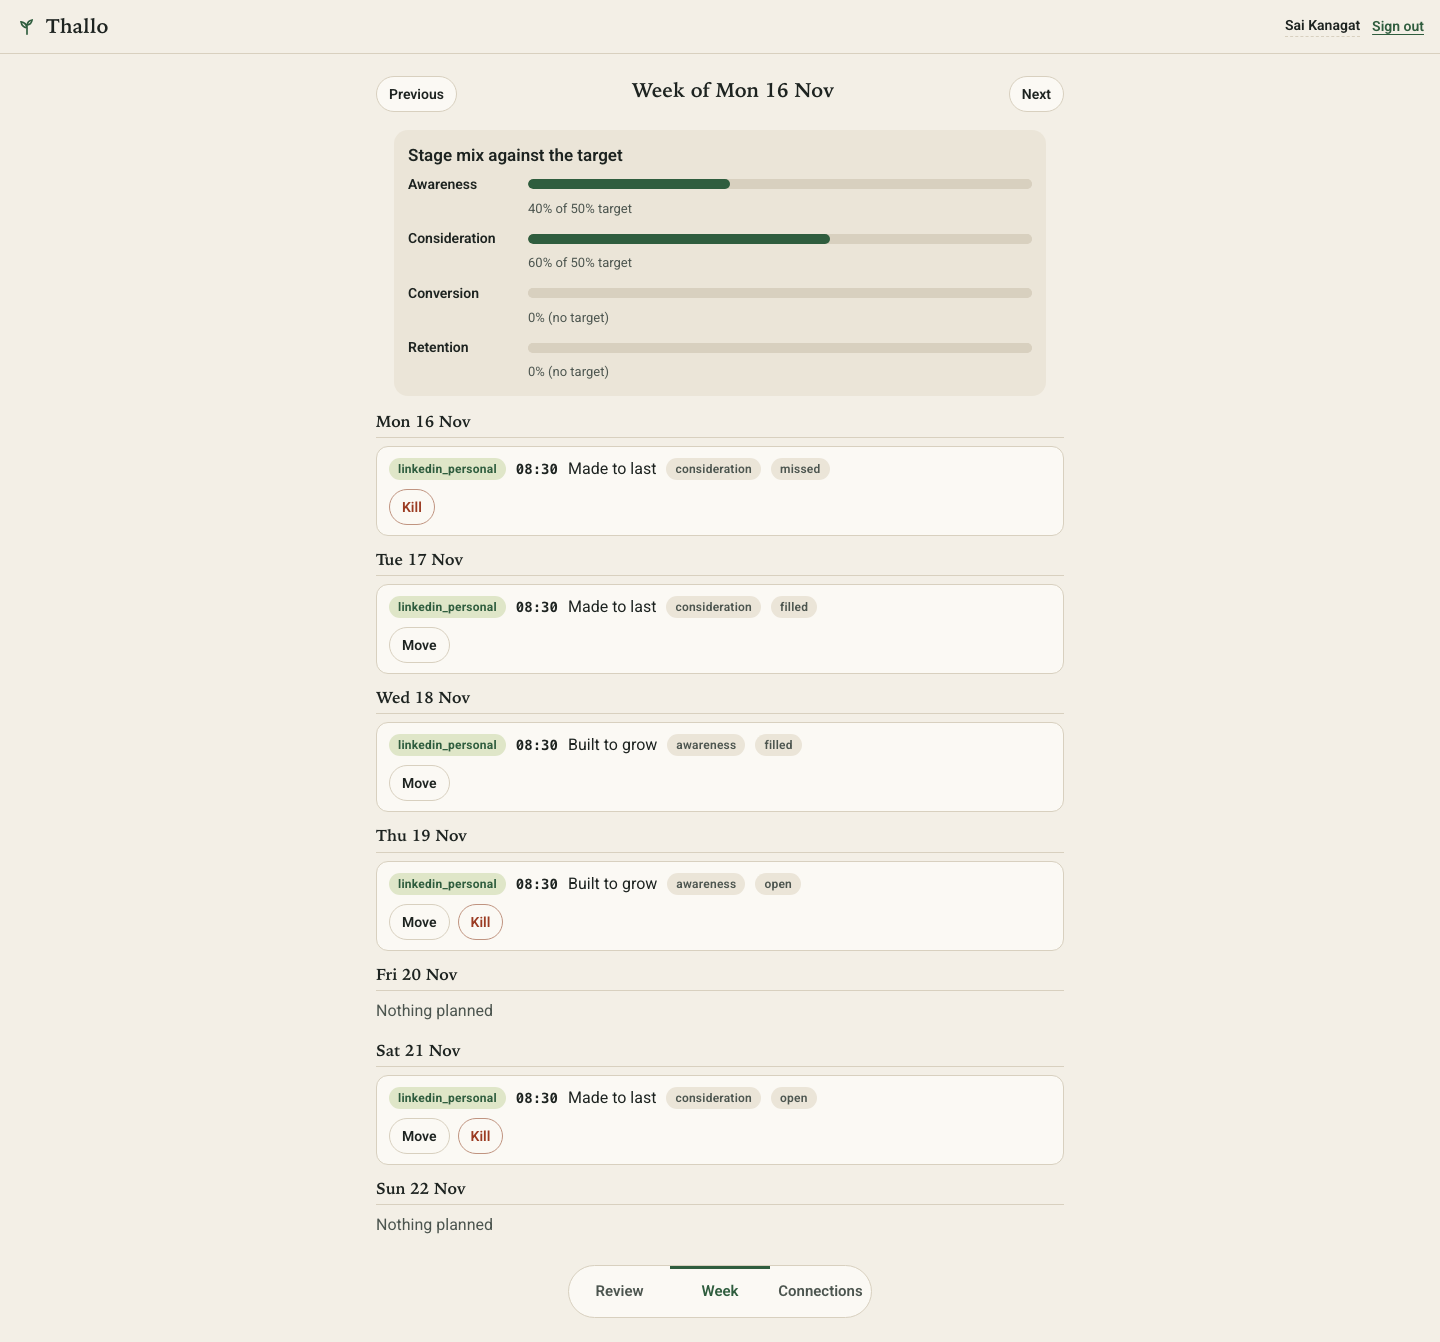 Thallo
Sai Kanagat Sign out
Previous Week of Mon 16 Nov Next
Stage mix against the target
Awareness
40% of 50% target
Consideration
60% of 50% target
Conversion
0% (no target)
Retention
0% (no target)
Mon 16 Nov
linkedin_personal 08:30 Made to last consideration missed
Kill
Tue 17 Nov
linkedin_personal 08:30 Made to last consideration filled
Move
Wed 18 Nov
linkedin_personal 08:30 Built to grow awareness filled
Move
Thu 19 Nov
linkedin_personal 08:30 Built to grow awareness open
Move Kill
Fri 20 Nov
Nothing planned
Sat 21 Nov
linkedin_personal 08:30 Made to last consideration open
Move Kill
Sun 22 Nov
Nothing planned
Review Week Connections